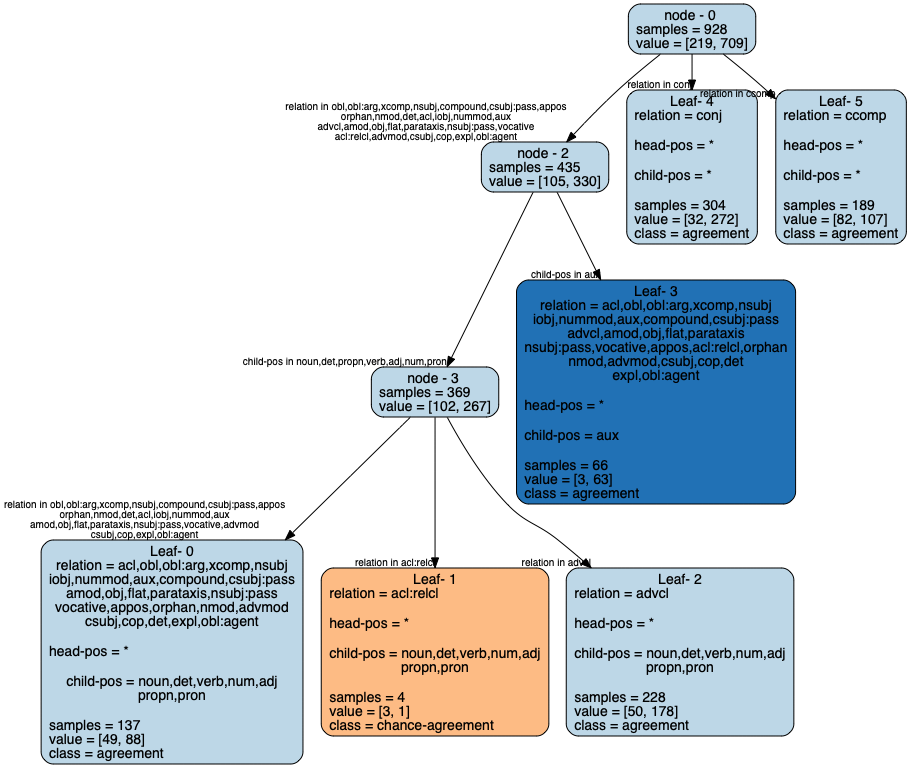 node - 0
samples = 928
value = [219, 709]
relation in conj
relation in ccomp
relation in obl,obl:arg,xcomp,nsubj,compound,csubj:pass,appos
orphan,nmod,det,acl,iobj,nummod,aux
advcl,amod,obj,flat,parataxis,nsubj:pass,vocative
acl:relcl,advmod,csubj,cop,expl,obl:agent
Leaf- 4
relation = conj
head-pos = *
child-pos = *
samples = 304
value = [32, 272]
class = agreement
Leaf- 5
relation = ccomp
head-pos = *
child-pos = *
samples = 189
value = [82, 107]
class = agreement
node - 2
samples = 435
value = [105, 330]
child-pos in aux
Leaf- 3
relation = acl,obl,obl:arg,xcomp,nsubj
iobj,nummod,aux,compound,csubj:pass
advcl,amod,obj,flat,parataxis
nsubj:pass,vocative,appos,acl:relcl,orphan
nmod,advmod,csubj,cop,det
expl,obl:agent
head-pos = *
child-pos = aux
samples = 66
value = [3, 63]
class = agreement
child-pos in noun,det,propn,verb,adj,num,pron
node - 3
samples = 369
value = [102, 267]
relation in obl,obl:arg,xcomp,nsubj,compound,csubj:pass,appos
orphan,nmod,det,acl,iobj,nummod,aux
amod,obj,flat,parataxis,nsubj:pass,vocative,advmod
csubj,cop,expl,obl:agent
relation in acl:relcl
relation in advcl
Leaf- 0
relation = acl,obl,obl:arg,xcomp,nsubj
iobj,nummod,aux,compound,csubj:pass
amod,obj,flat,parataxis,nsubj:pass
vocative,appos,orphan,nmod,advmod
csubj,cop,det,expl,obl:agent
head-pos = *
child-pos = noun,det,verb,num,adj
propn,pron
samples = 137
value = [49, 88]
class = agreement
Leaf- 1
relation = acl:relcl
head-pos = *
child-pos = noun,det,verb,num,adj
propn,pron
samples = 4
value = [3, 1]
class = chance-agreement
Leaf- 2
relation = advcl
head-pos = *
child-pos = noun,det,verb,num,adj
propn,pron
samples = 228
value = [50, 178]
class = agreement